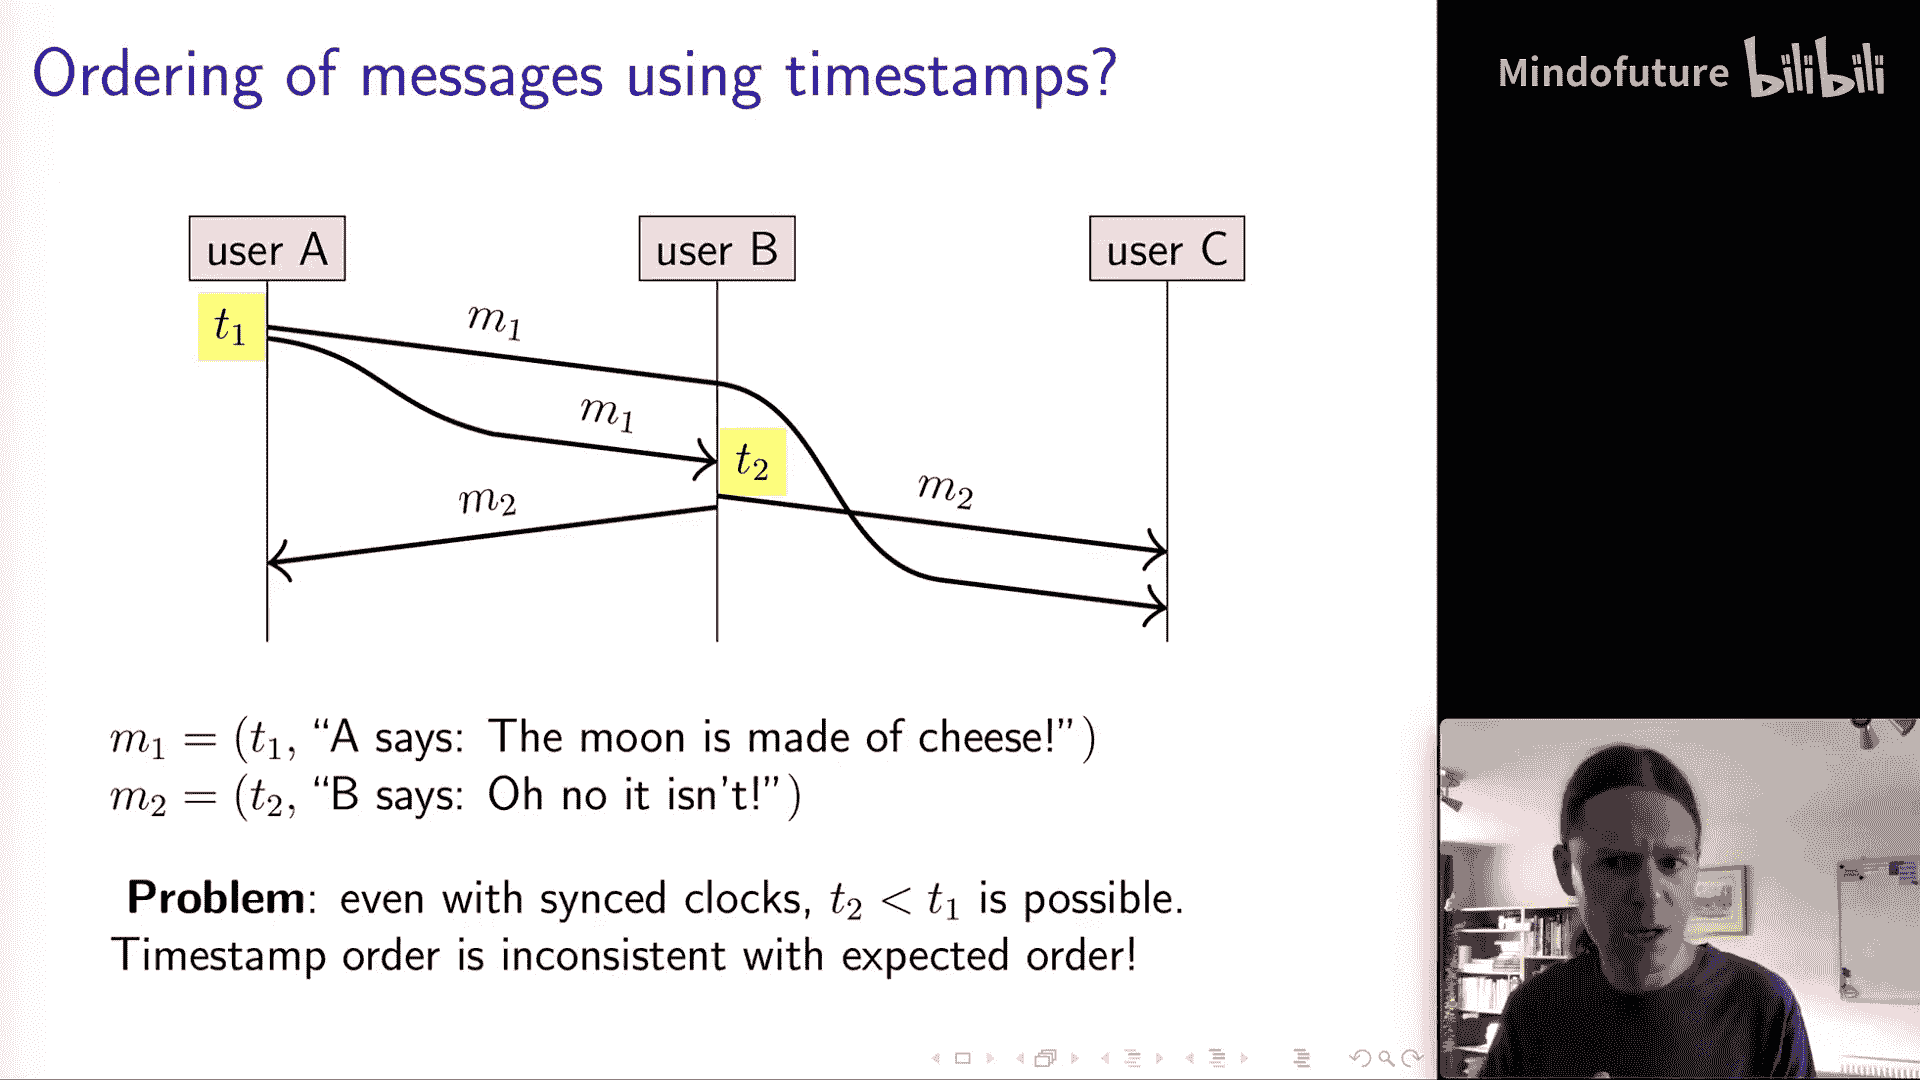 Ordering of messages using timestamps?
Mindofuture bilibili
user A
user B
user C
t₁
m₁
m₁
t₂
m₂
m₂
m₁ = (t₁, “A says: The moon is made of cheese!”)
m₂ = (t₂, “B says: Oh no it isn’t!”)
Problem: even with synced clocks, t₂ < t₁ is possible.
Timestamp order is inconsistent with expected order!